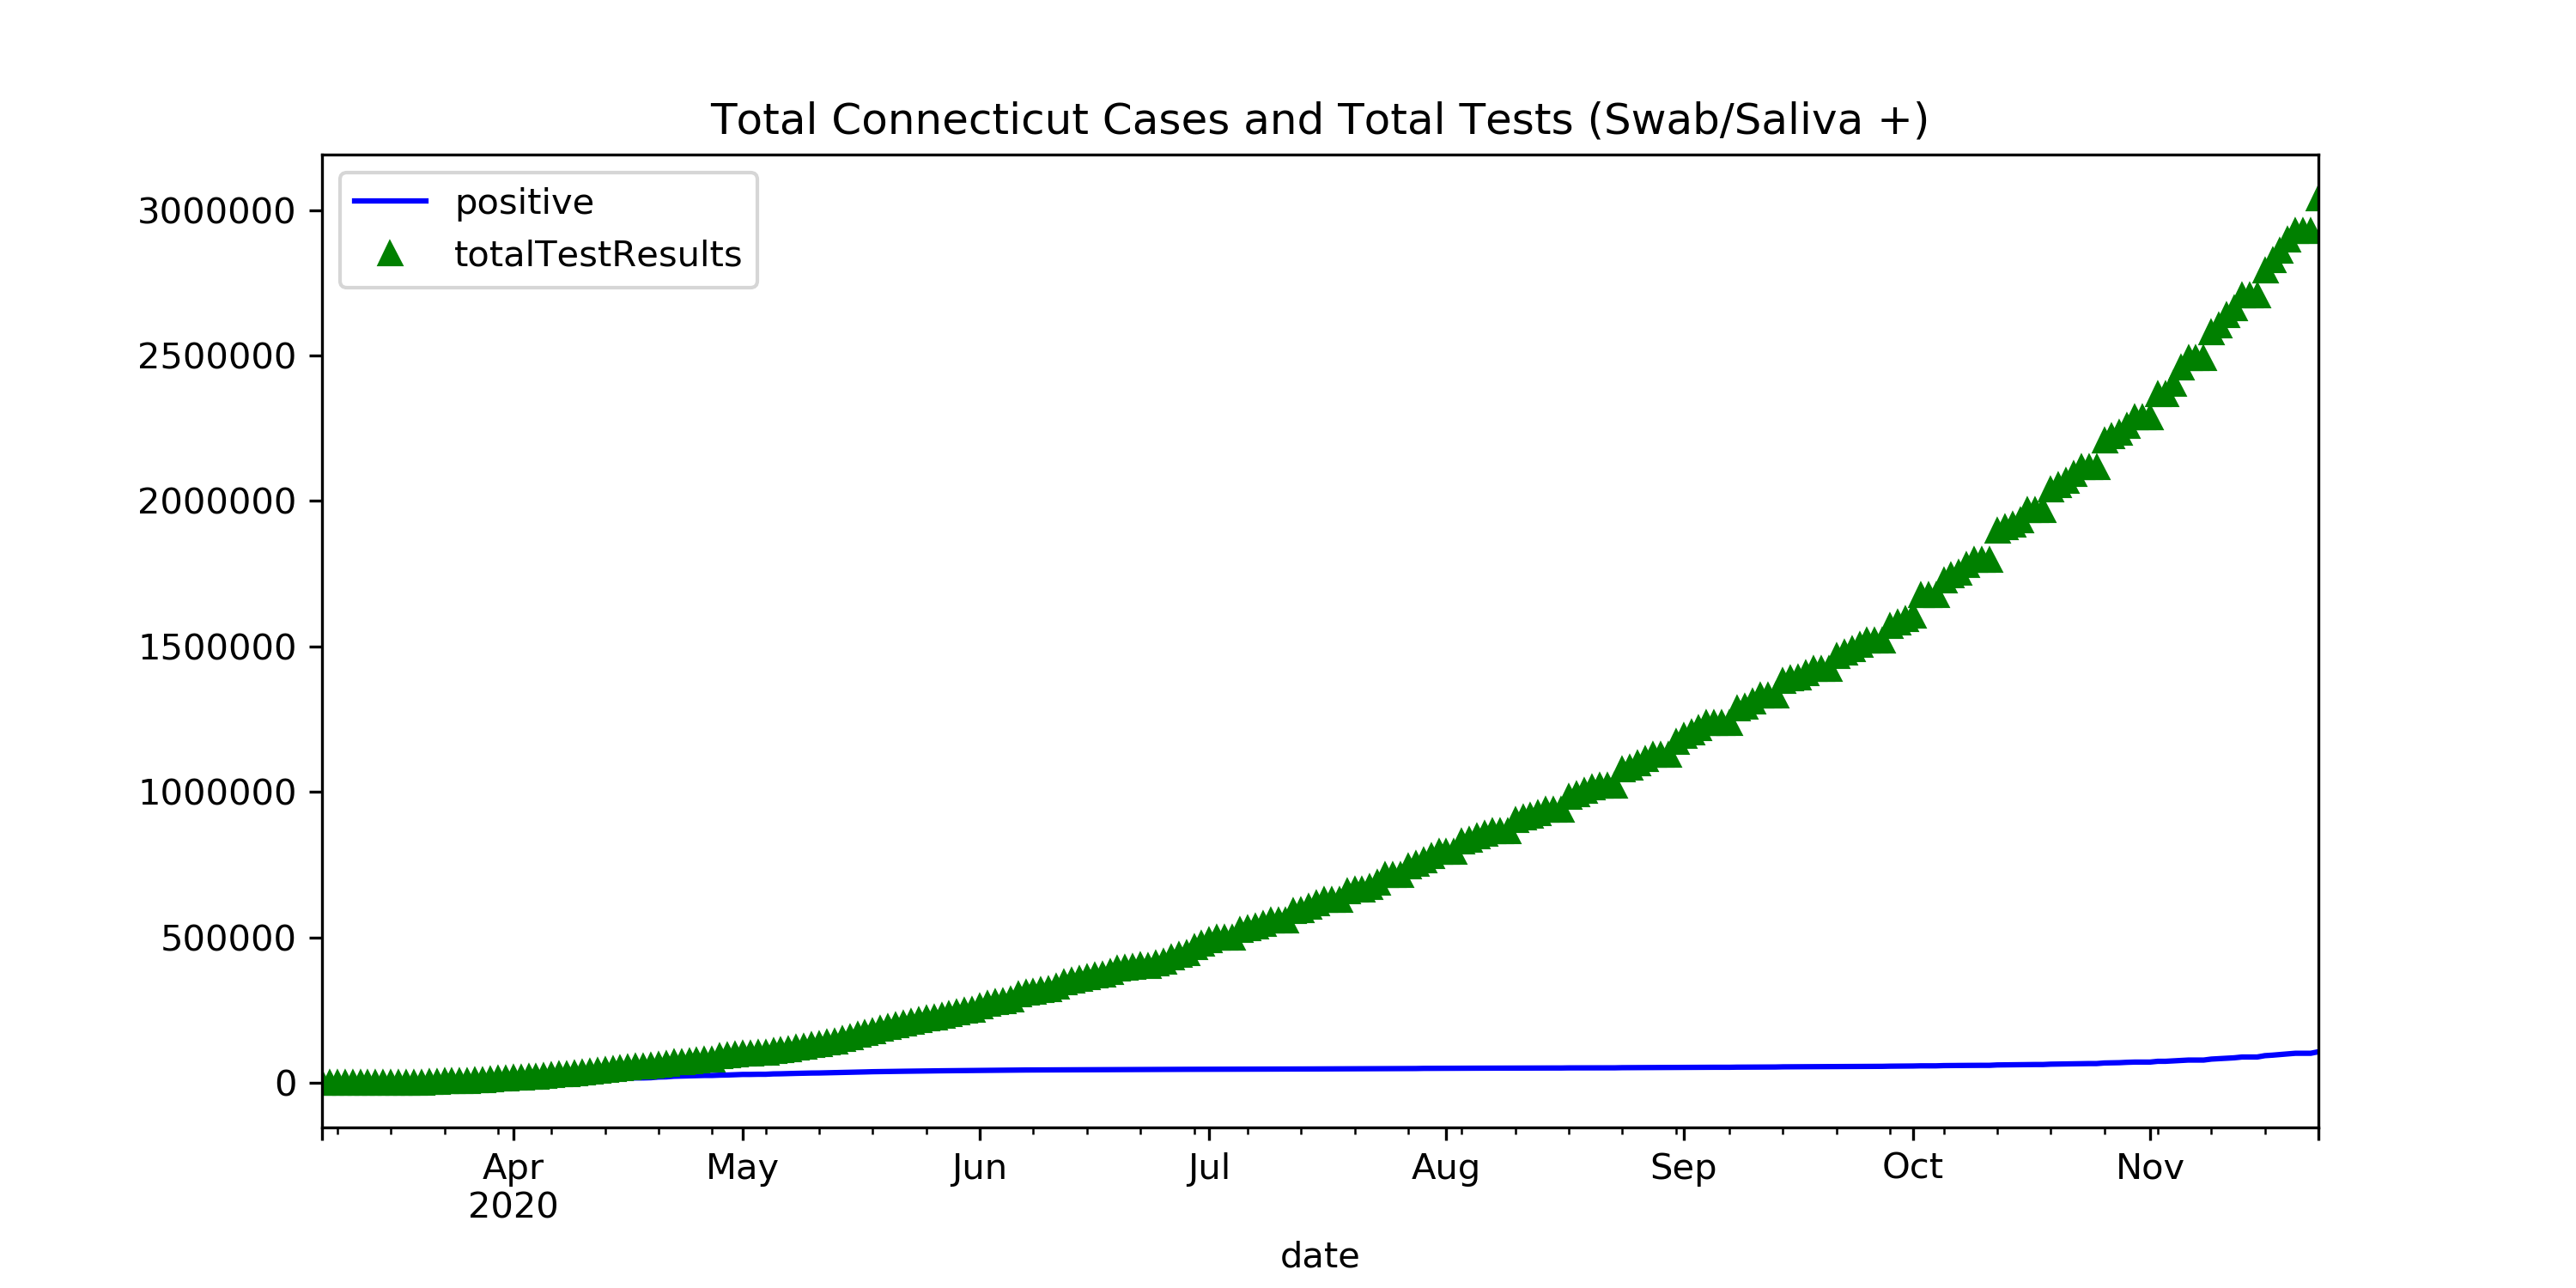 Total Connecticut Cases and Total Tests (Swab/Saliva +)
positive
totalTestResults
3000000
2500000
2000000
1500000
1000000
500000
0
Apr May Jun Jul Aug Sep Oct Nov
2020
date